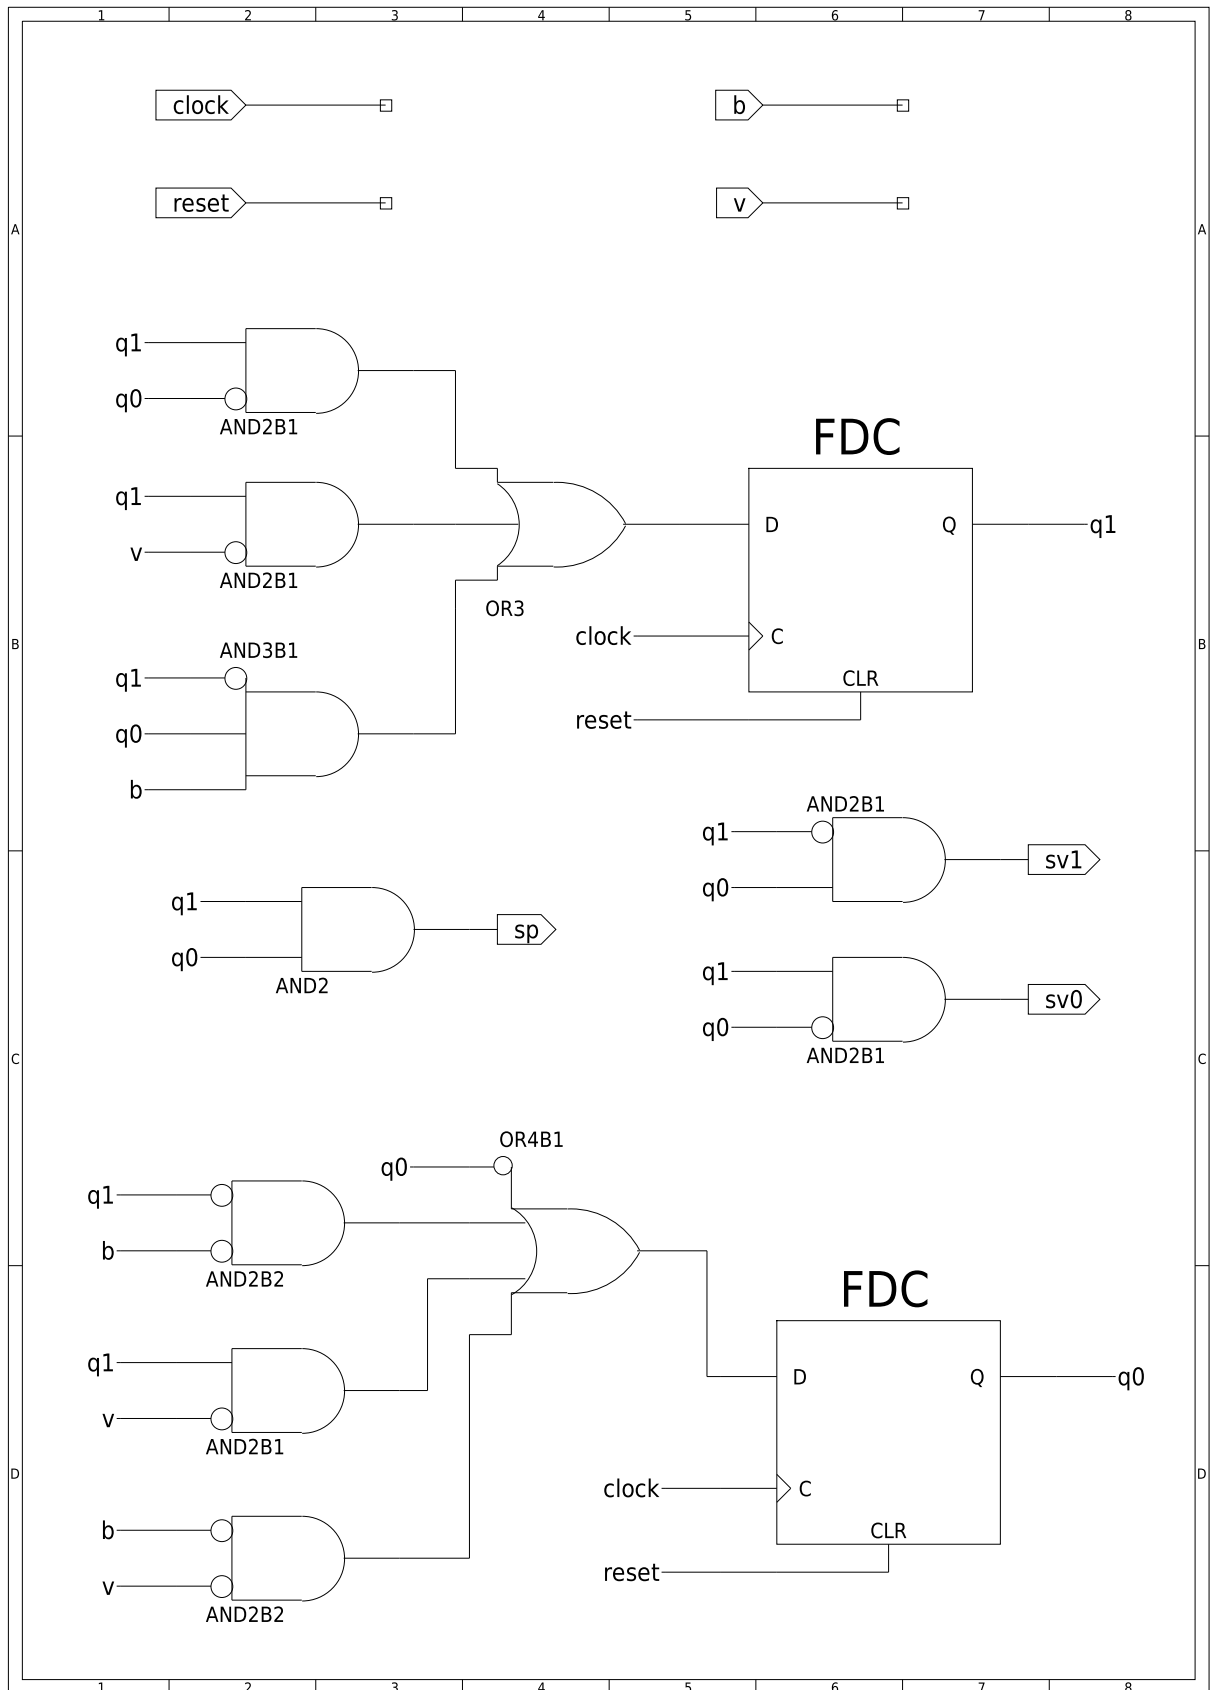 1 2 3 4 5 6 7 8
clock b
reset v
A A
q1
q0
AND2B1
FDC
q1
v
AND2B1
D Q q1
OR3
clock C
B B
AND3B1
q1
q0
b
CLR
reset
AND2B1
q1
q0
sv1
q1
q0
AND2
sp
q1
q0
AND2B1
sv0
C C
OR4B1
q0
q1
b
AND2B2
FDC
q1
v
AND2B1
D Q q0
D D
clock C
b
v
AND2B2
CLR
reset
1 2 3 4 5 6 7 8